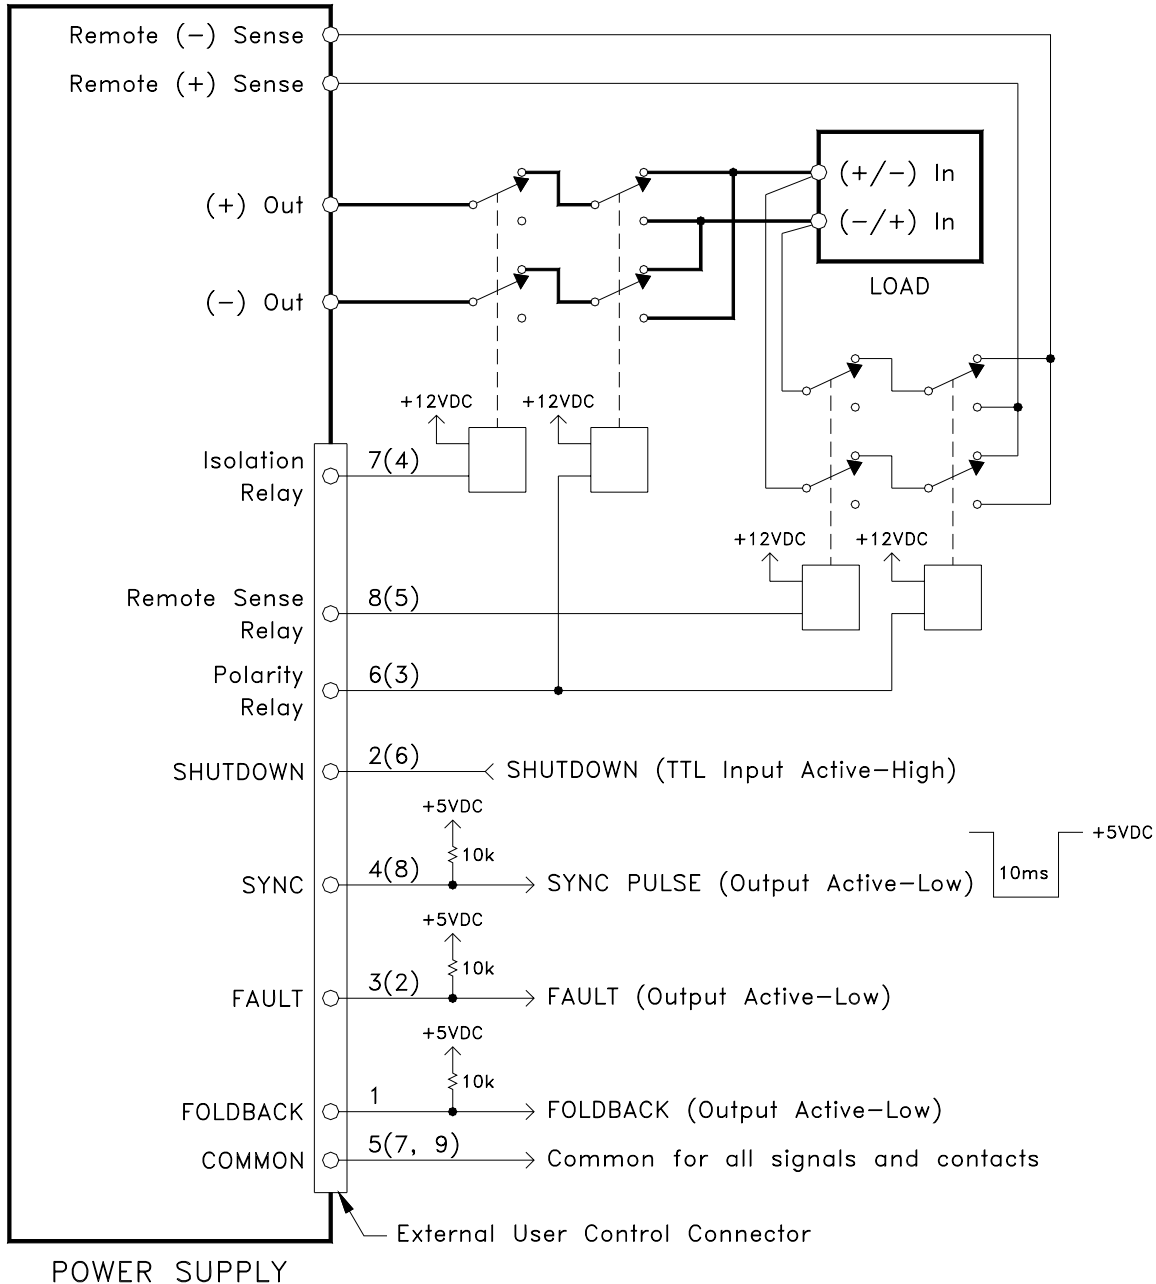 Remote (-) Sense
Remote (+) Sense
(+/-) In
(+) Out
(-/+) In
LOAD
(-) Out
+12VDC
+12VDC
Isolation
Relay
7(4)
+12VDC
+12VDC
Remote Sense
Relay
8(5)
Polarity
Relay
6(3)
SHUTDOWN
2(6)
SHUTDOWN (TTL Input Active-High)
+5VDC
10k
SYNC
4(8)
SYNC PULSE (Output Active-Low)
10ms
+5VDC
+5VDC
10k
FAULT
3(2)
FAULT (Output Active-Low)
+5VDC
10k
FOLDBACK
1
FOLDBACK (Output Active-Low)
COMMON
5(7, 9)
Common for all signals and contacts
External User Control Connector
POWER SUPPLY